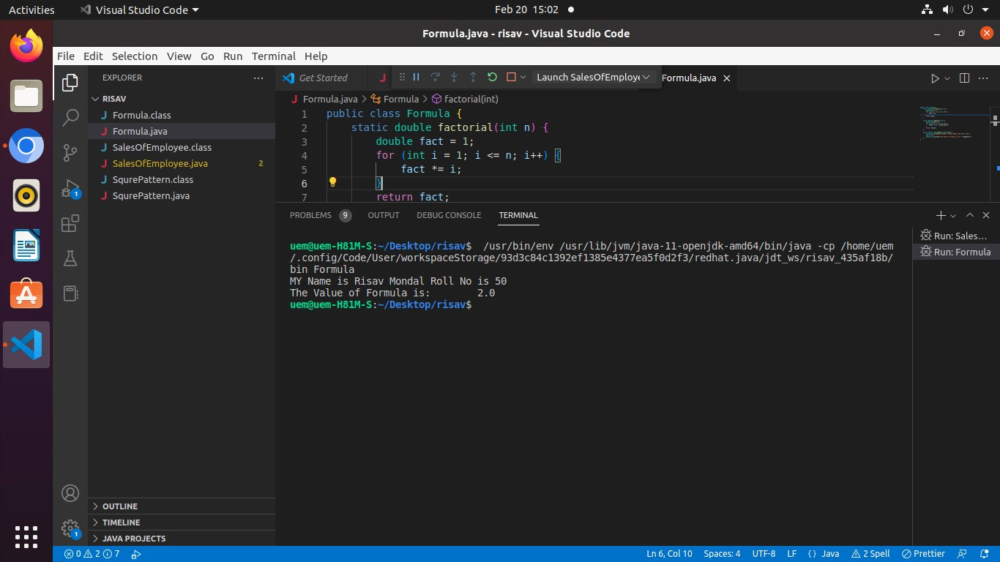 Activities Visual Studio Code Feb 20 15:02
Formula.java - risav - Visual Studio Code
File Edit Selection View Go Run Terminal Help
EXPLORER
RISAV
J Formula.class
J Formula.java
J SalesOfEmployee.class
J SalesOfEmployee.java 2
J SqurePattern.class
J SqurePattern.java
OUTLINE
TIMELINE
JAVA PROJECTS
1
1
Get Started J Launch SalesOfEmploye Formula.java
J Formula.java > Formula > factorial(int)
1 public class Formula {
2 static double factorial(int n) {
3 double fact = 1;
4 for (int i = 1; i <= n; i++) {
5 fact *= i;
6 }
7 return fact;
PROBLEMS 9 OUTPUT DEBUG CONSOLE TERMINAL
uem@uem-H81M-S:~/Desktop/risav$ /usr/bin/env /usr/lib/jvm/java-11-openjdk-amd64/bin/java -cp /home/uem
/.config/Code/User/workspaceStorage/93d3c84c1392ef1385e4377ea5f0d2f3/redhat.java/jdt_ws/risav_435af18b/
bin Formula
MY Name is Risav Mondal Roll No is 50
The Value of Formula is: 2.0
uem@uem-H81M-S:~/Desktop/risav$
Run: Sales...
Run: Formula
0 2 7 Ln 6, Col 10 Spaces: 4 UTF-8 LF {} Java 2 Spell Prettier